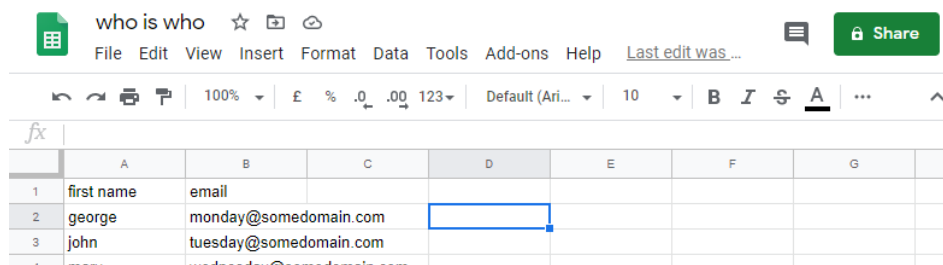 who is who
File Edit View Insert Format Data Tools Add-ons Help Last edit was ...
Share
100% £ % .0 .00 123 Default (Ari... 10 B I S A
fx
A B C D E F G
1 first name email
2 george monday@somedomain.com
3 john tuesday@somedomain.com